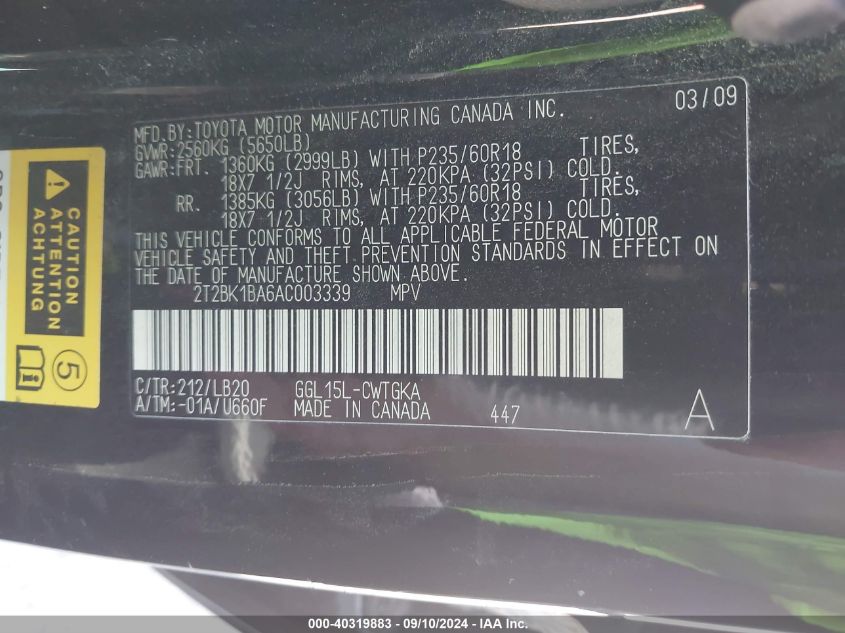 MFD. BY: TOYOTA MOTOR MANUFACTURING CANADA INC. 03/09
GVWR: 2560KG (5650LB)
GAWR: FRT. 1360KG (2999LB) WITH P235/60R18 TIRES,
18X7 1/2J RIMS, AT 220KPA (32PSI) COLD.
RR. 1385KG (3056LB) WITH P235/60R18 TIRES,
18X7 1/2J RIMS, AT 220KPA (32PSI) COLD.
THIS VEHICLE CONFORMS TO ALL APPLICABLE FEDERAL MOTOR
VEHICLE SAFETY AND THEFT PREVENTION STANDARDS IN EFFECT ON
THE DATE OF MANUFACTURE SHOWN ABOVE.
2T2BK1BA6AC003339 MPV
C/TR: 212/LB20 GGL15L-CWTGKA
A/TM: -01A/U660F MADE IN CANADA 447 A
CAUTION
ATTENTION
ACHTUNG
5
000-40319883 - 09/10/2024 - IAA Inc.